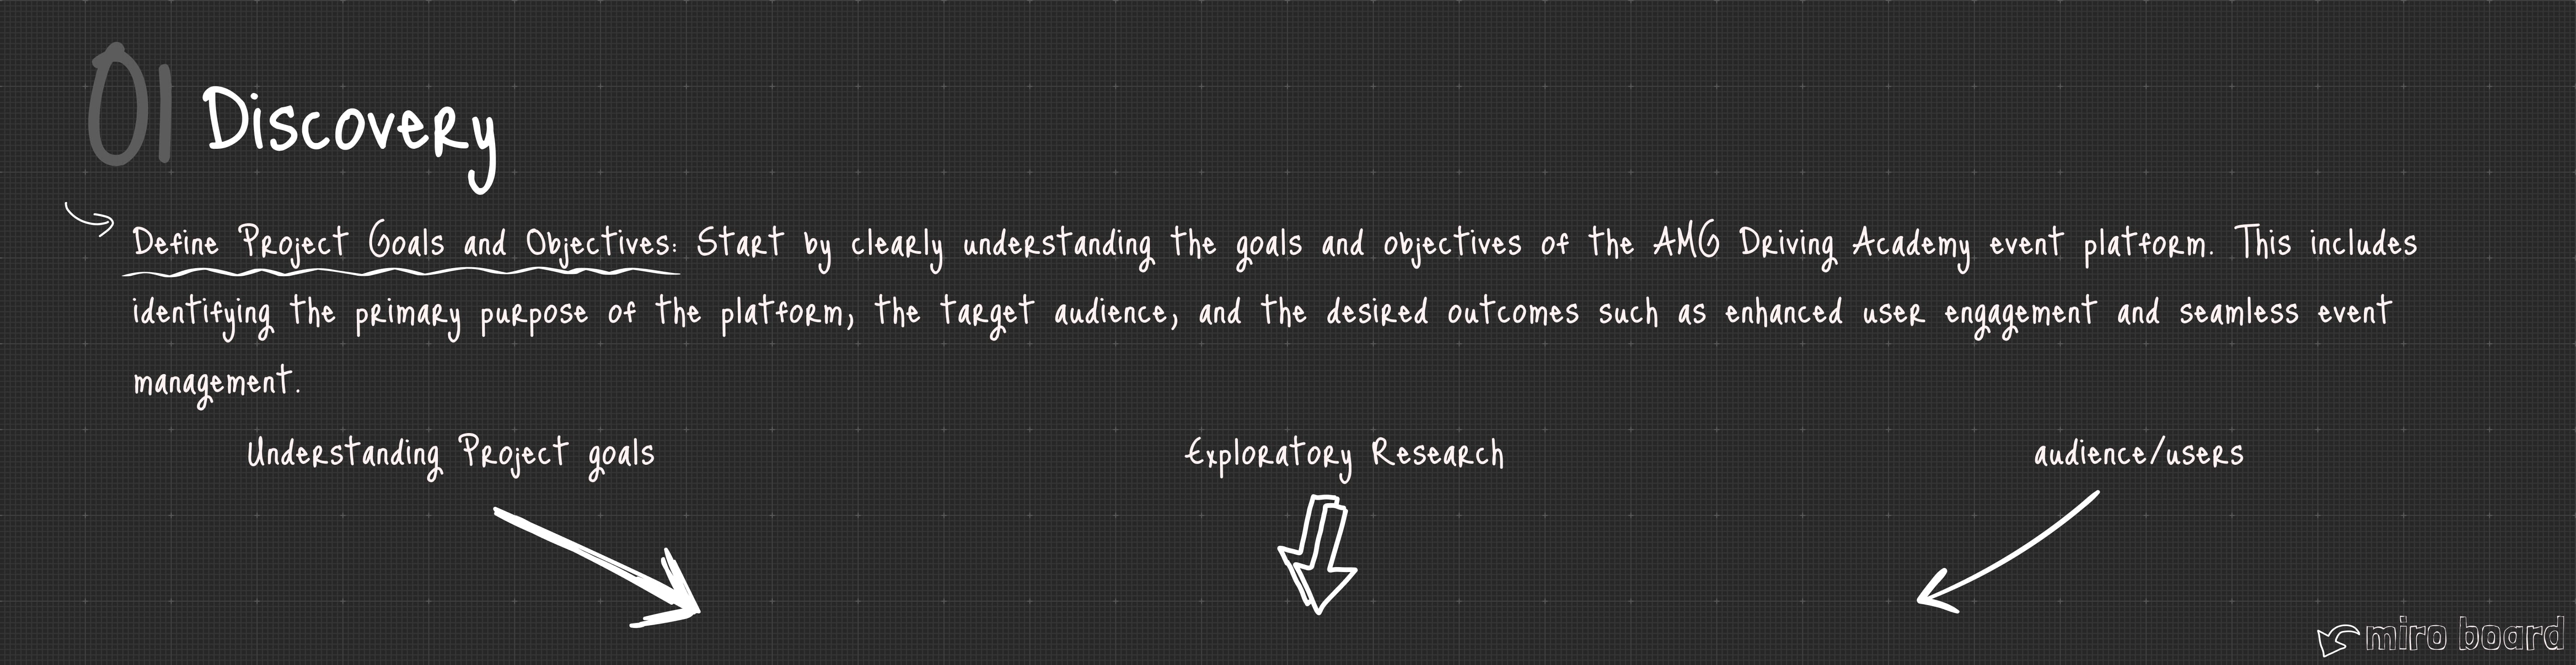 01 Discovery
Define Project Goals and Objectives: Start by clearly understanding the goals and objectives of the AMG Driving Academy event platform. This includes
identifying the primary purpose of the platform, the target audience, and the desired outcomes such as enhanced user engagement and seamless event
management.
Understanding Project goals
Exploratory Research
audience/users
miro board